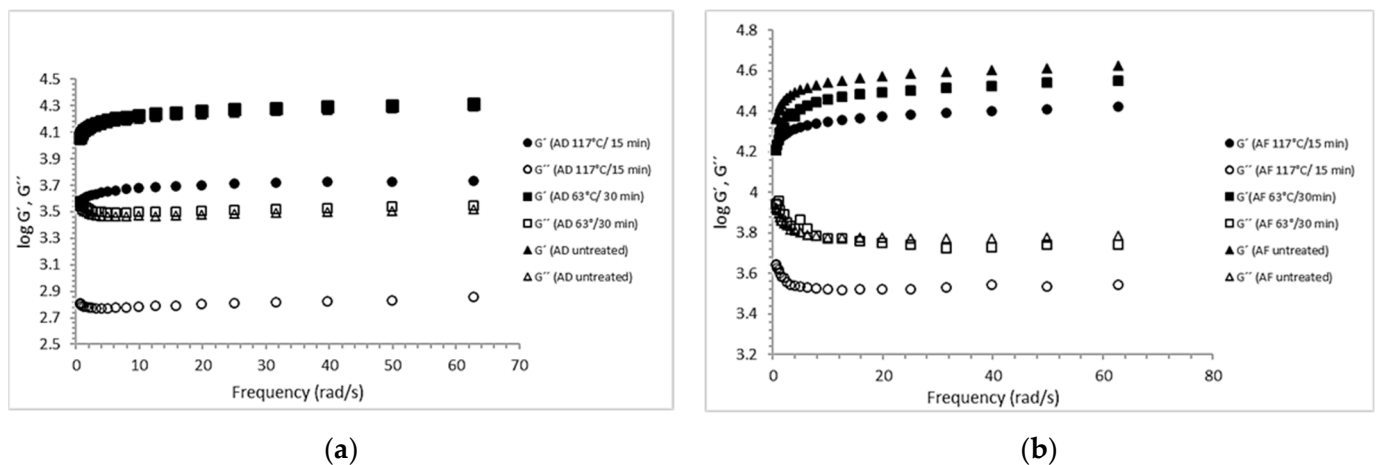 4.5
4.3
4.1
3.9
3.7
3.5
3.3
3.1
2.9
2.7
2.5
log G´, G´´
0 10 20 30 40 50 60 70
Frequency (rad/s)
G´ (AD 117°C/ 15 min)
G´´ (AD 117°C/ 15 min)
G´ (AD 63°C/ 30 min)
G´´ (AD 63°/30 min)
G´ (AD untreated)
G´´ (AD untreated)
(a)
4.8
4.6
4.4
4.2
4
3.8
3.6
3.4
3.2
log G´, G´´
0 20 40 60 80
Frequency (rad/s)
G´ (AF 117°C/15 min)
G´´ (AF 117°C/ 15 min)
G´(AF 63°C/30min)
G´´ (AF 63°/30 min)
G´ (AF untreated)
G´´ (AF untreated)
(b)